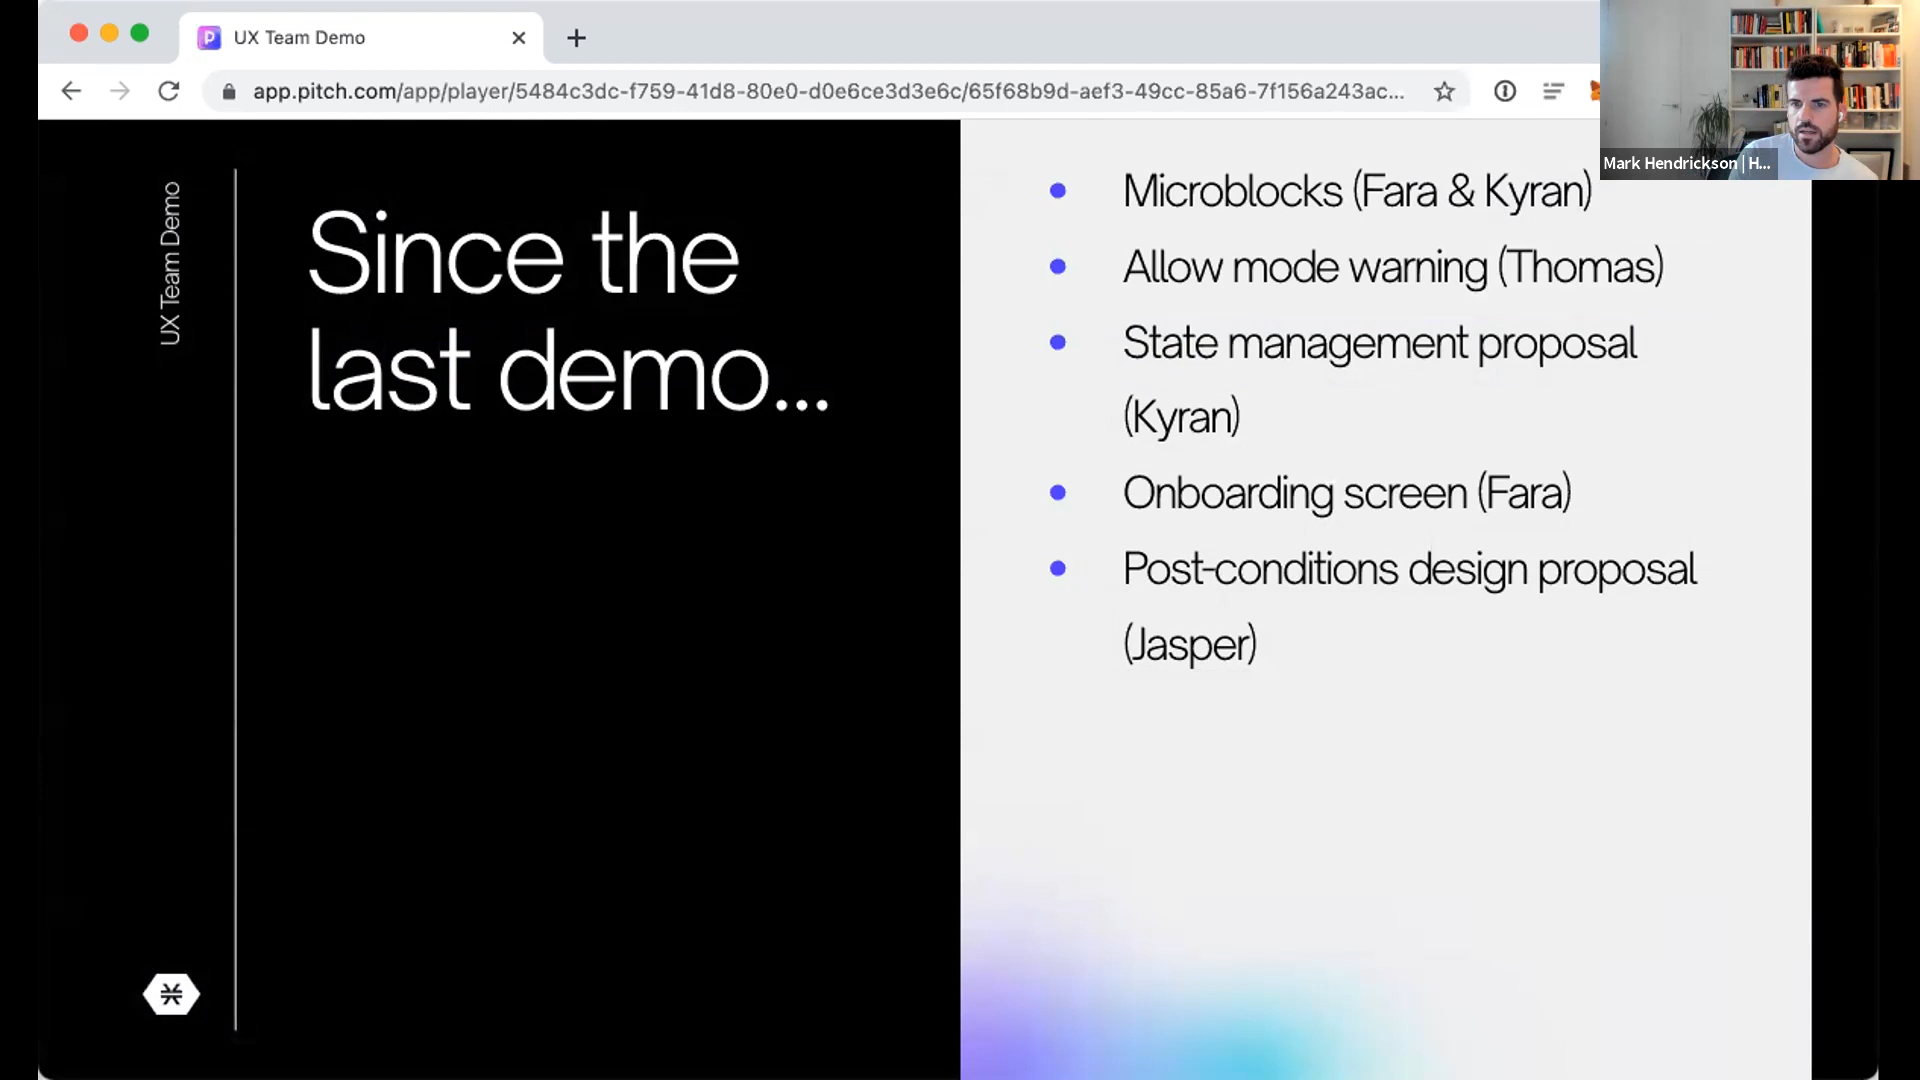 UX Team Demo
app.pitch.com/app/player/5484c3dc-f759-41d8-80e0-d0e6ce3d3e6c/65f68b9d-aef3-49cc-85a6-7f156a243ac...
Mark Hendrickson | H...
UX Team Demo
Since the
last demo...
Microblocks (Fara & Kyran)
Allow mode warning (Thomas)
State management proposal
(Kyran)
Onboarding screen (Fara)
Post-conditions design proposal
(Jasper)